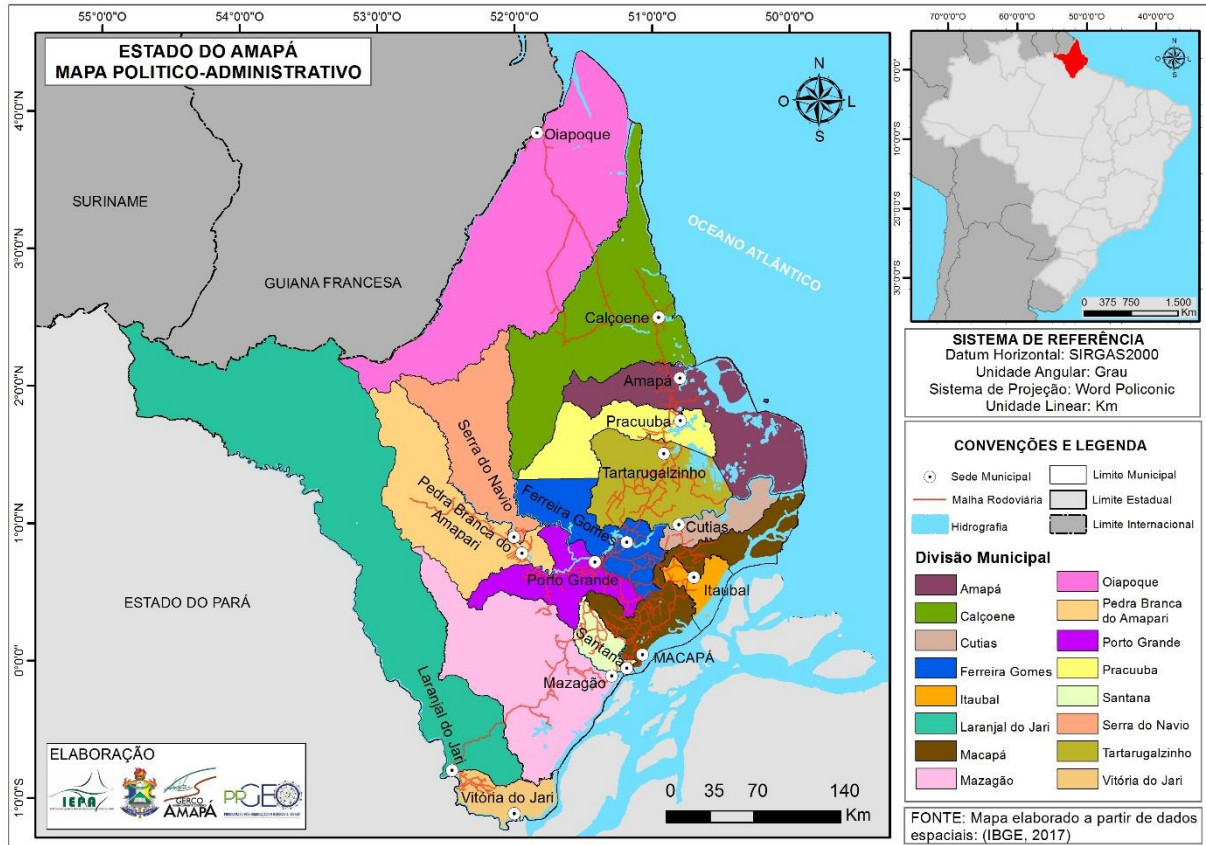 55°0'0"O
54°0'0"O
53°0'0"O
52°0'0"O
51°0'0"O
50°0'0"O
ESTADO DO AMAPÁ
MAPA POLITICO-ADMINISTRATIVO
4°0'0"N
3°0'0"N
2°0'0"N
1°0'0"N
0°0'0"
1°0'0"S
N
O
L
S
Oiapoque
SURINAME
GUIANA FRANCESA
OCEANO ATLÂNTICO
Calçoene
Amapá
Pracuuba
Serra do Navio
Tartarugalzinho
Pedra Branca do
Amapari
Ferreira Gomes
Cutias
Porto Grande
Itaubal
ESTADO DO PARÁ
Santana
MACAPÁ
Mazagão
Laranjal do Jari
Vitória do Jari
ELABORAÇÃO
IEPA
GERCO
AMAPÁ
PPGEO
0 35 70 140
Km
70°0'0"O
60°0'0"O
50°0'0"O
40°0'0"O
0°0'0"
10°0'0"S
20°0'0"S
30°0'0"S
N
O
L
S
0 375 750 1.500
Km
SISTEMA DE REFERÊNCIA
Datum Horizontal: SIRGAS2000
Unidade Angular: Grau
Sistema de Projeção: Word Policonic
Unidade Linear: Km
CONVENÇÕES E LEGENDA
Sede Municipal
Limite Municipal
Malha Rodoviária
Limite Estadual
Hidrografia
Limite Internacional
Divisão Municipal
Amapá
Calçoene
Cutias
Ferreira Gomes
Itaubal
Laranjal do Jari
Macapá
Mazagão
Oiapoque
Pedra Branca
do Amapari
Porto Grande
Pracuuba
Santana
Serra do Navio
Tartarugalzinho
Vitória do Jari
FONTE: Mapa elaborado a partir de dados
espaciais: (IBGE, 2017)